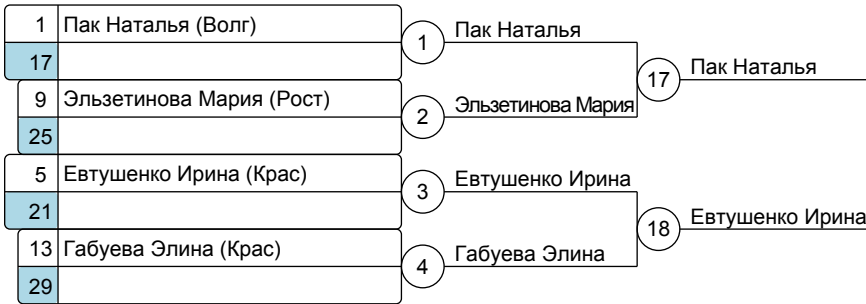 1 Пак Наталья (Волг)
17
9 Эльзетинова Мария (Рост)
25
5 Евтушенко Ирина (Крас)
21
13 Габуева Элина (Крас)
29
1 Пак Наталья
2 Эльзетинова Мария
3 Евтушенко Ирина
4 Габуева Элина
17 Пак Наталья
18 Евтушенко Ирина